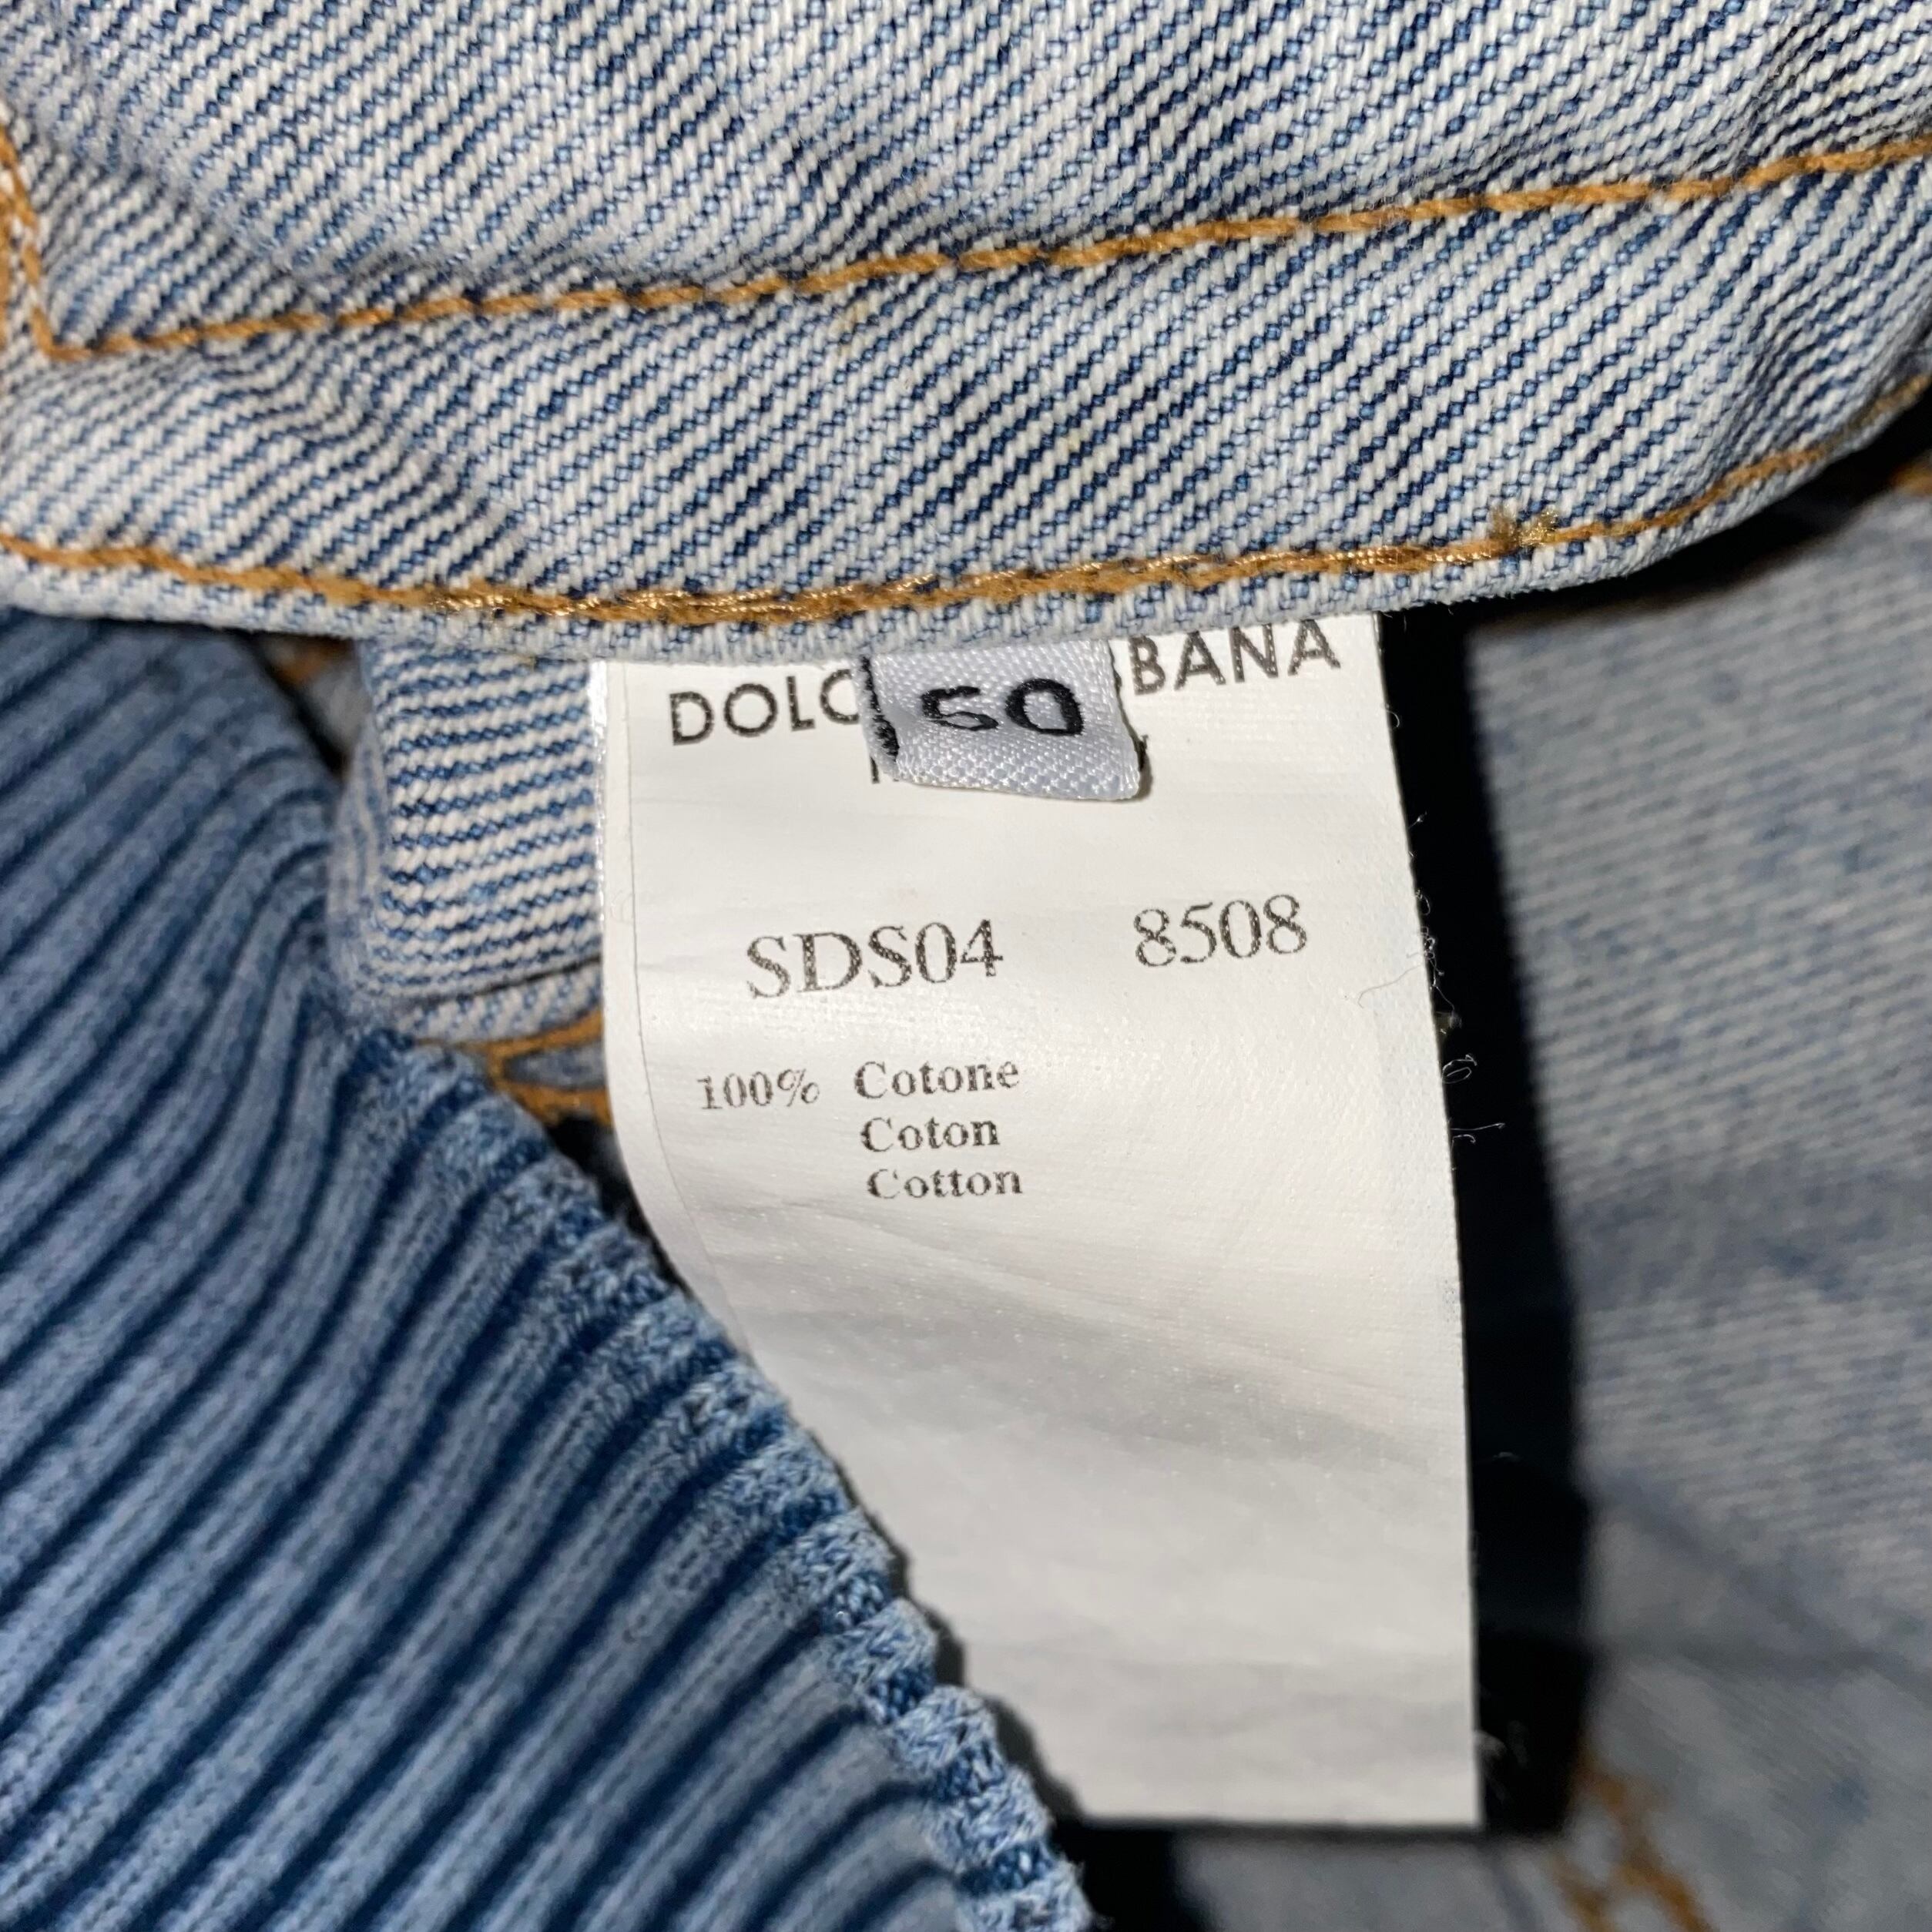 DOLC BANA
50
SDS04 8508
100% Cotone
Coton
Cotton